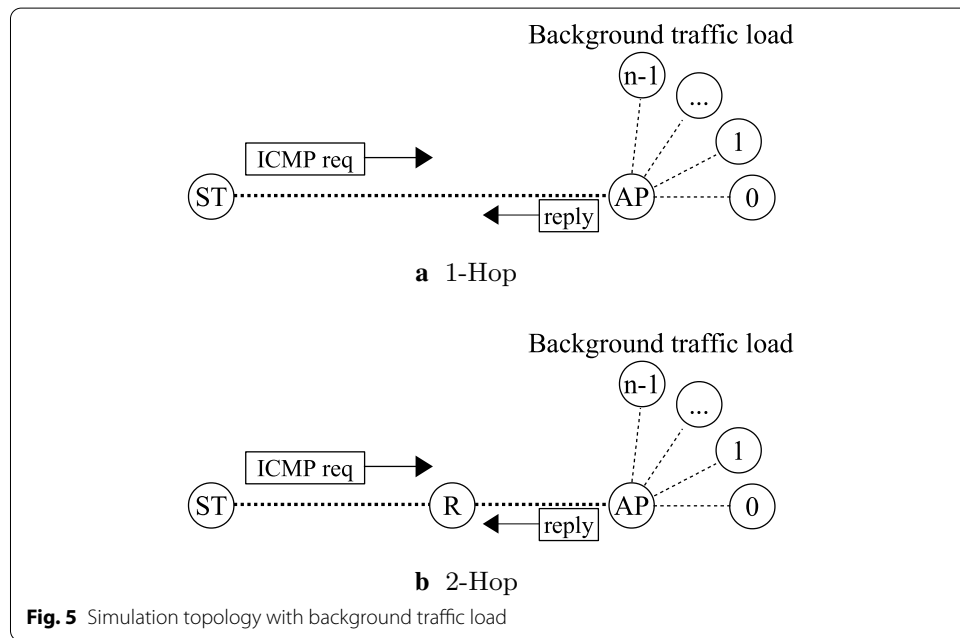 Background traffic load
n-1
...
1
0
ICMP req
ST
AP
reply
a 1-Hop
Background traffic load
n-1
...
1
0
ICMP req
ST
R
AP
reply
b 2-Hop
Fig. 5 Simulation topology with background traffic load